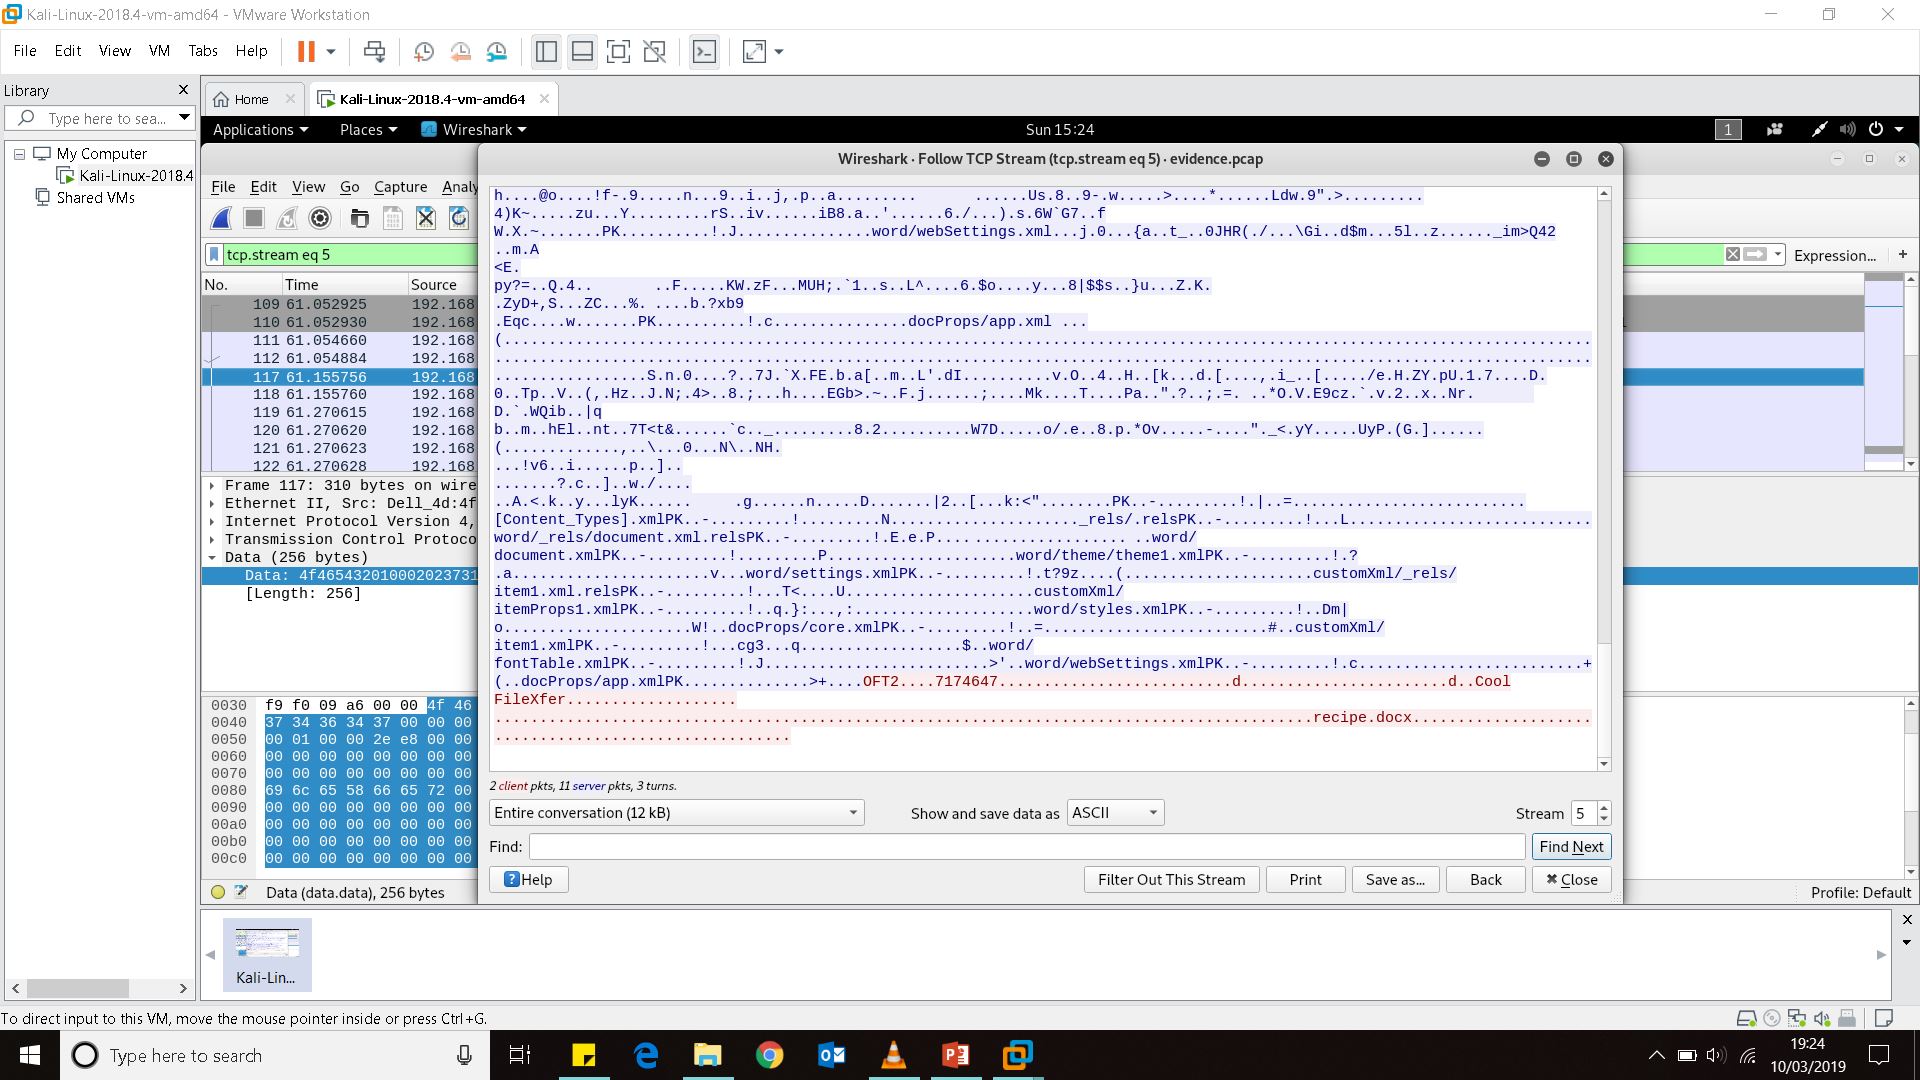 Kali-Linux-2018.4-vm-amd64 - VMware Workstation
File Edit View VM Tabs Help
Library
Type here to sea...
My Computer
Kali-Linux-2018.4
Shared VMs
Home
Kali-Linux-2018.4-vm-amd64
Applications Places Wireshark Sun 15:24 1
Wireshark · Follow TCP Stream (tcp.stream eq 5) · evidence.pcap
File Edit View Go Capture Analy
tcp.stream eq 5
Expression... +
No. Time Source
109 61.052925 192.168
110 61.052930 192.168
111 61.054660 192.168
112 61.054884 192.168
117 61.155756 192.168
118 61.155760 192.168
119 61.270615 192.168
120 61.270620 192.168
121 61.270623 192.168
122 61.270628 192.168
Frame 117: 310 bytes on wire
Ethernet II, Src: Dell_4d:4f
Internet Protocol Version 4,
Transmission Control Protoco
Data (256 bytes)
Data: 4f465432010002023731
[Length: 256]
0030 f9 f0 09 a6 00 00 4f 46
0040 37 34 36 34 37 00 00 00
0050 00 01 00 00 2e e8 00 00
0060 00 00 00 00 00 00 00 00
0070 00 00 00 00 00 00 00 00
0080 69 6c 65 58 66 65 72 00
0090 00 00 00 00 00 00 00 00
00a0 00 00 00 00 00 00 00 00
00b0 00 00 00 00 00 00 00 00
00c0 00 00 00 00 00 00 00 00
Data (data.data), 256 bytes
Profile: Default
h....@o....!f-.9.....n...9..i..j,.p..a......... ......Us.8..9-.w.....>....*......Ldw.9".>.........
4)K~.....zu...Y.........rS..iv......iB8.a..'......6./...).s.6W`G7..f
W.X.~.......PK..........!.J...............word/webSettings.xml...j.0...{a..t_..0JHR(./...\Gi..d$m...5l..z......_im>Q42
..m.A
<E.
py?=..Q.4.. ..F.....KW.zF...MUH;.`1..s..L^....6.$o....y...8|$$s..}u...Z.K.
.ZyD+,S...ZC...%. ....b.?xb9
.Eqc....w.......PK..........!.c...............docProps/app.xml ...
(
.................S.n.0....?..7J.`X.FE.b.a[..m..L'.dI..........v.O..4..H..[k...d.[....,.i_..[...../e.H.ZY.pU.1.7....D.
0..Tp..V..(,.Hz..J.N;.4>..8.;...h....EGb>.~..F.j......;....Mk....T....Pa..".?..;.=. ..*O.V.E9cz.`.v.2..x..Nr.
D.`.WQib..|q
b..m..hEl..nt..7T<t&......`c.._.........8.2..........W7D.....o/.e..8.p.*Ov.....-....."._<.yY.....UyP.(G.]......
(.............,..\...0...N\..NH.
...!v6..i......p..]..
.......?.c..]..w./....
..A.<.k..y...lyK...... .g......n.....D.......|2..[...k:<"........PK..-.........!.|..=..........................
[Content_Types].xmlPK..-.........!..........N....................._rels/.relsPK..-.........!...L...........................
word/_rels/document.xml.relsPK..-.........!.E.e.P..................... ..word/
document.xmlPK..-.........!.........P.....................word/theme/theme1.xmlPK..-.........!.?
.a......................v...word/settings.xmlPK..-.........!.t?9z....(.....................customXml/_rels/
item1.xml.relsPK..-.........!...T<....U.....................customXml/
itemProps1.xmlPK..-.........!..q.}:...,:....................word/styles.xmlPK..-.........!..Dm|
o.....................W!..docProps/core.xmlPK..-.........!..=.........................#..customXml/
item1.xmlPK..-.........!...cg3...q..................$..word/
fontTable.xmlPK..-.........!.J.........................>'..word/webSettings.xmlPK..-.........!.c.........................+
(..docProps/app.xmlPK..............>+....OFT2....7174647..........................d.......................d..Cool
FileXfer...................
recipe.docx
2 client pkts, 11 server pkts, 3 turns.
Entire conversation (12 kB)
Show and save data as ASCII
Stream 5
Find:
Find Next
Help
Filter Out This Stream Print Save as... Back Close
Kali-Lin...
To direct input to this VM, move the mouse pointer inside or press Ctrl+G.
Type here to search
19:24
10/03/2019